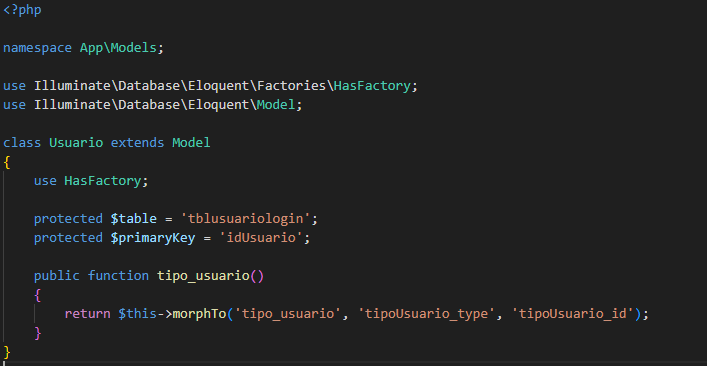 <?php
namespace App\Models;
use Illuminate\Database\Eloquent\Factories\HasFactory;
use Illuminate\Database\Eloquent\Model;
class Usuario extends Model
{
    use HasFactory;
    protected $table = 'tblusuariologin';
    protected $primaryKey = 'idUsuario';
    public function tipo_usuario()
    {
        return $this->morphTo('tipo_usuario', 'tipoUsuario_type', 'tipoUsuario_id');
    }
}